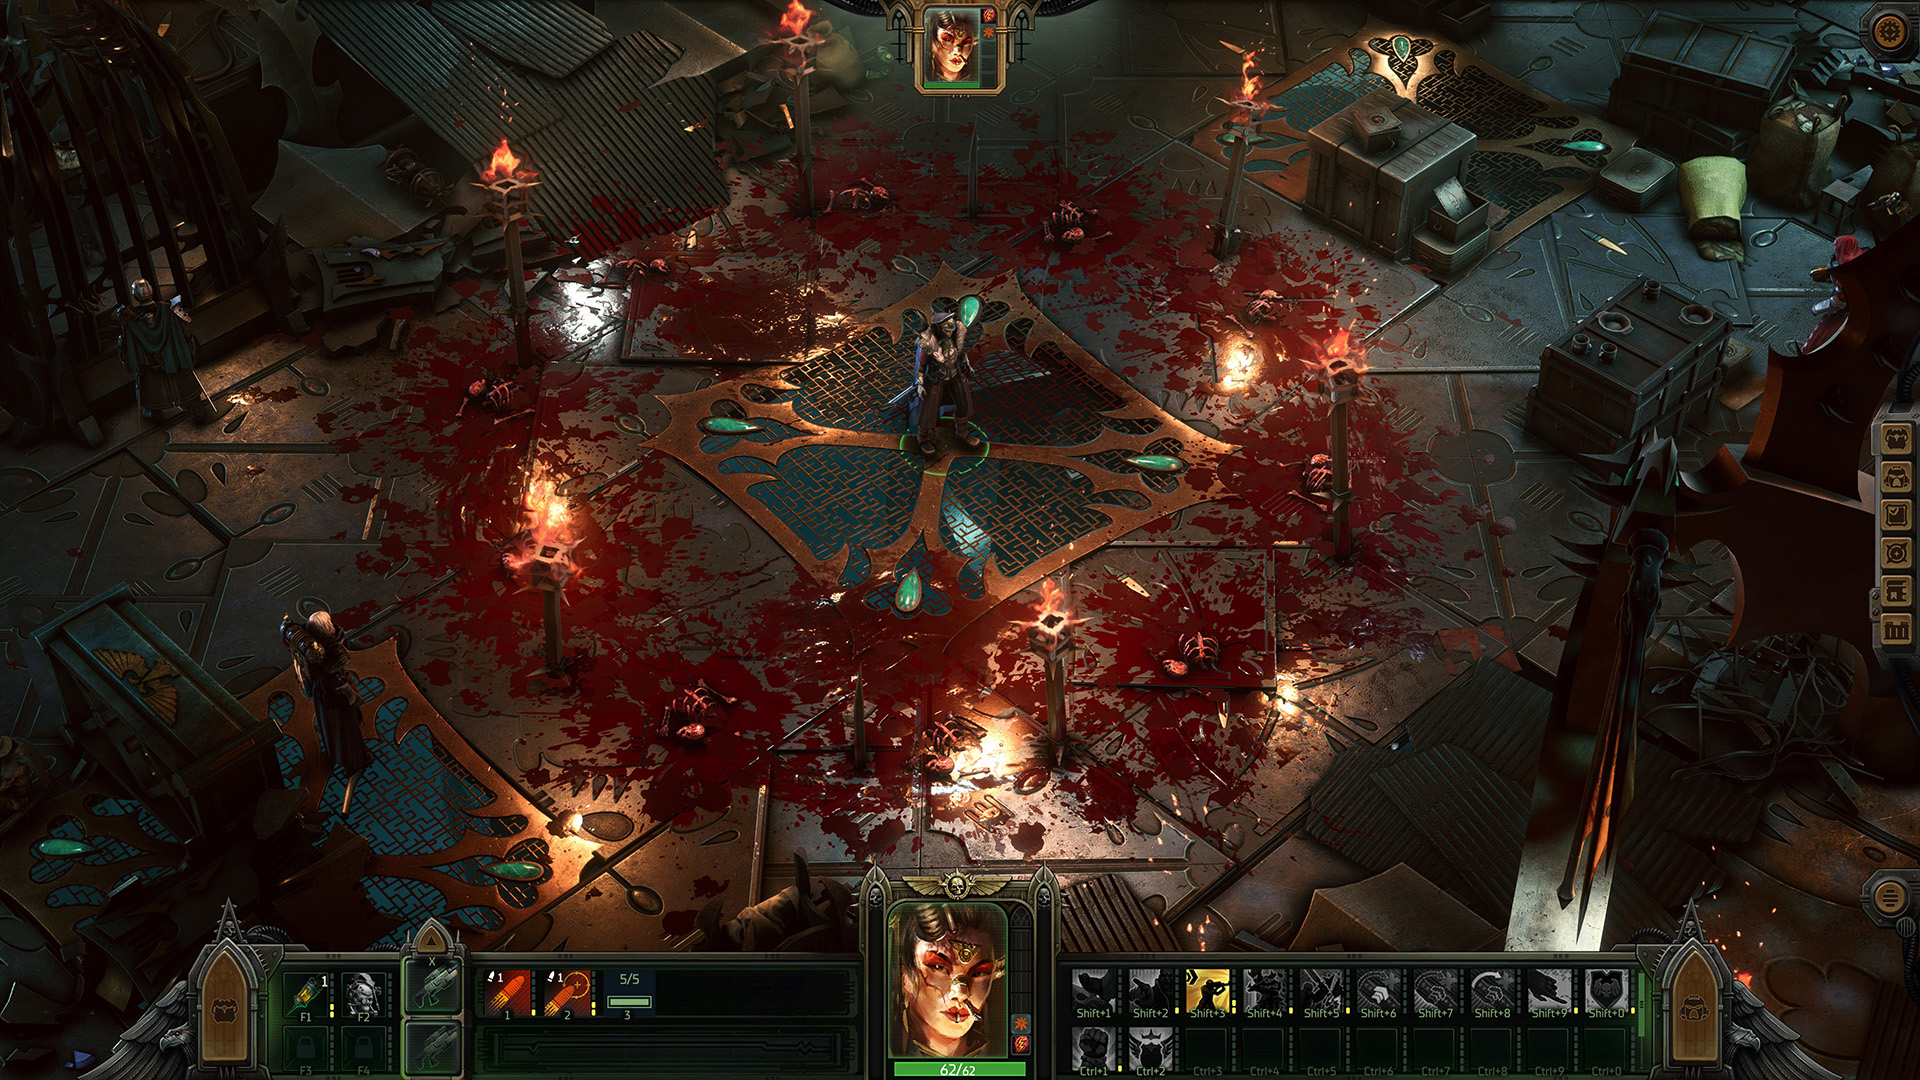 X
1
F1
F2
F3
F4
1
1
1
2
5/5
3
62/62
Shift+1
Shift+2
Shift+3
Shift+4
Shift+5
Shift+6
Shift+7
Shift+8
Shift+9
Shift+0
Ctrl+1
Ctrl+2
Ctrl+3
Ctrl+4
Ctrl+5
Ctrl+6
Ctrl+7
Ctrl+8
Ctrl+9
Ctrl+0